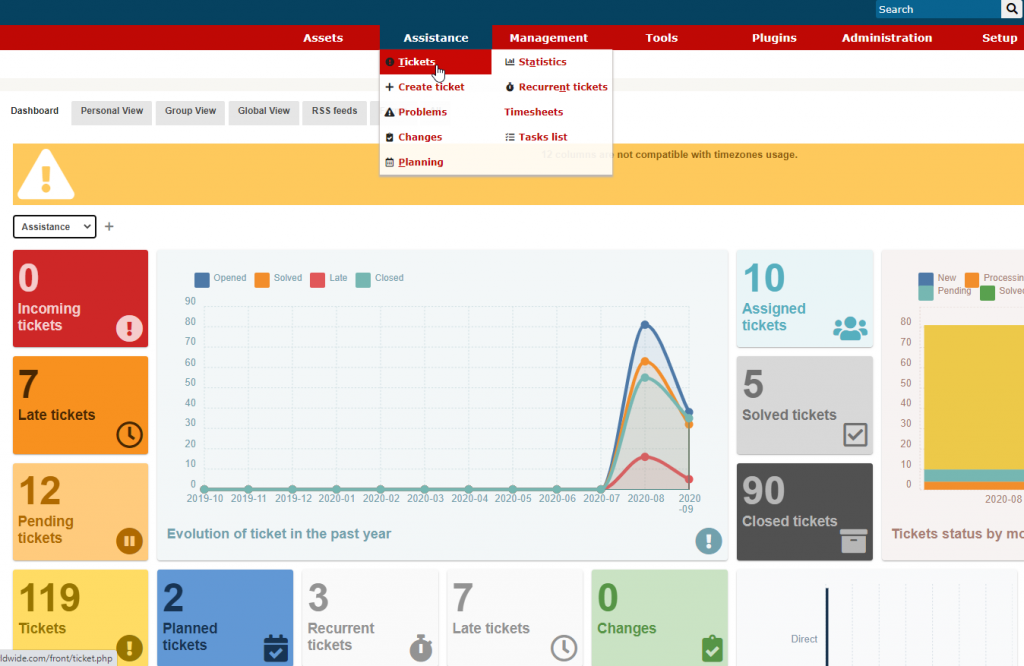 Search
Assets
Assistance
Management
Tools
Plugins
Administration
Setup
Tickets
Create ticket
Problems
Changes
Planning
Statistics
Recurrent tickets
Timesheets
Tasks list
Dashboard
Personal View
Group View
Global View
RSS feeds
12 columns are not compatible with timezones usage.
Assistance
0
Incoming
tickets
7
Late tickets
12
Pending
tickets
119
Tickets
Opened Solved Late Closed
90
80
70
60
50
40
30
20
10
0
2019-10 2019-11 2019-12 2020-01 2020-02 2020-03 2020-04 2020-05 2020-06 2020-07 2020-08 2020
-09
Evolution of ticket in the past year
10
Assigned
tickets
5
Solved tickets
90
Closed tickets
New Processin
Pending Solve
80
70
60
50
40
30
20
10
0
2020-08
Tickets status by mo
2
Planned
tickets
3
Recurrent
tickets
7
Late tickets
0
Changes
Direct
ldwide.com/front/ticket.php